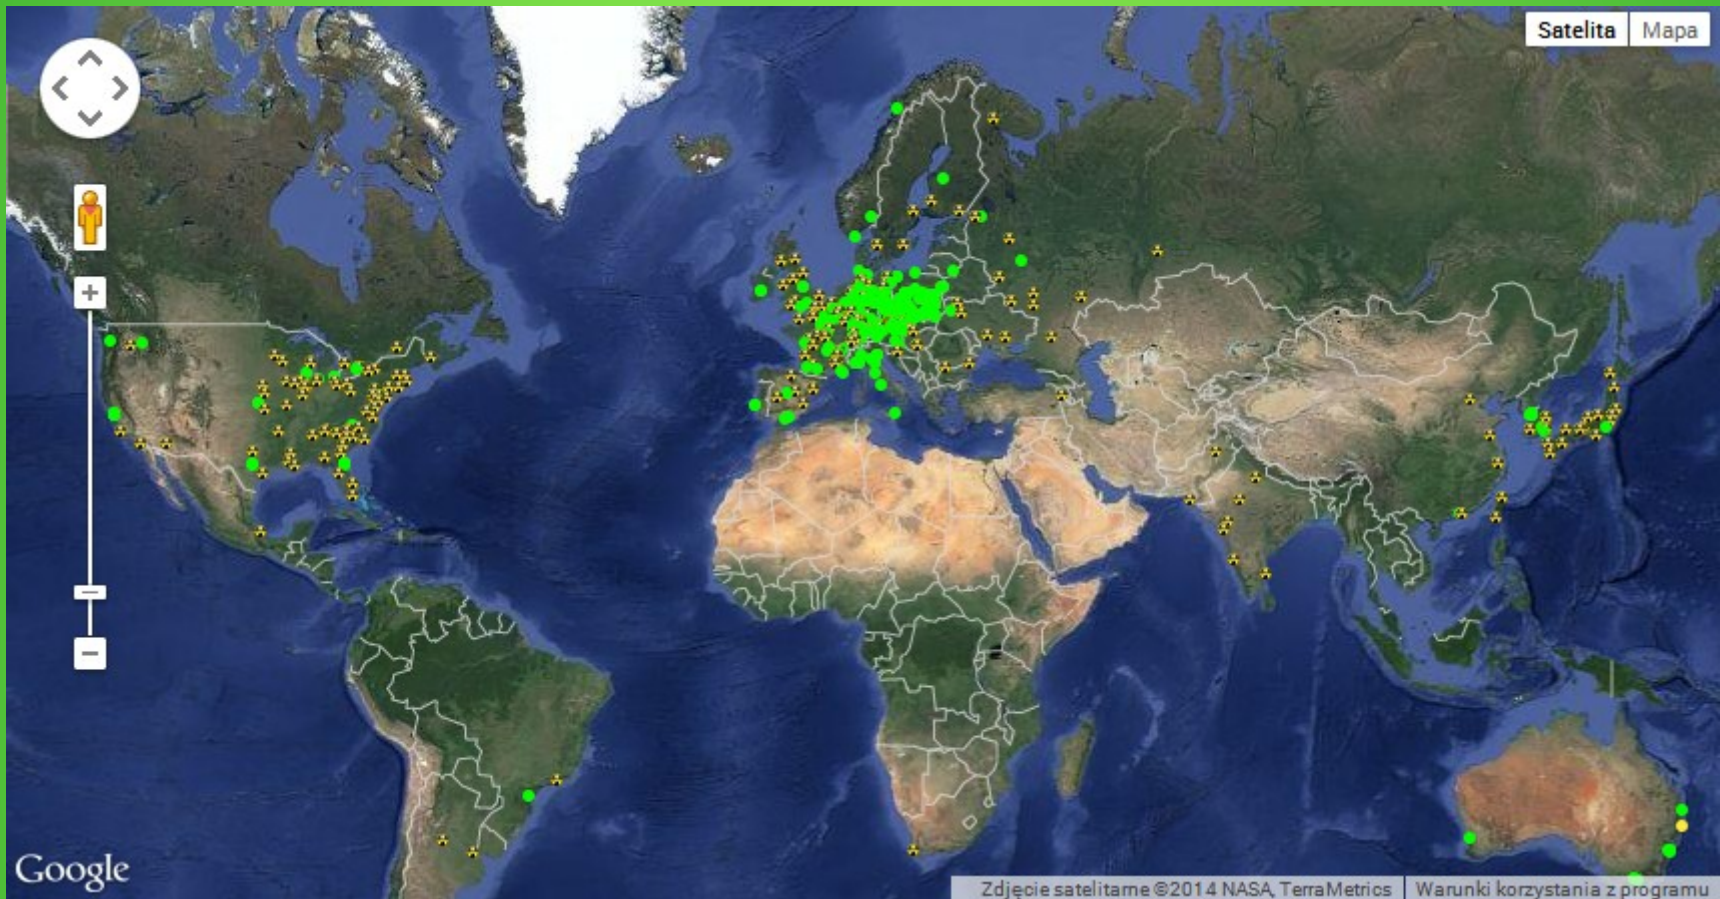 Satelita Mapa
Google
Zdjęcie satelitarne ©2014 NASA, TerraMetrics Warunki korzystania z programu